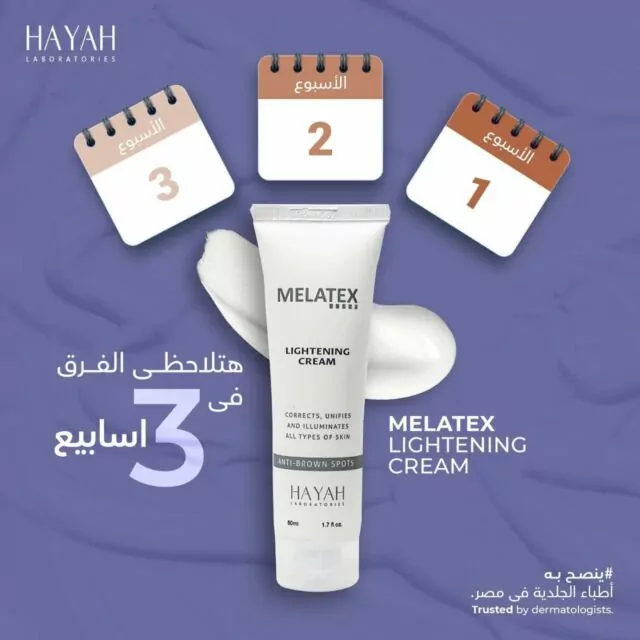 HAYAH
LABORATORIES
الأسبوع
1
الأسبوع
2
الأسبوع
3
MELATEX
LIGHTENING
CREAM
CORRECTS, UNIFIES
AND ILLUMINATES
ALL TYPES OF SKIN
ANTI-BROWN SPOTS
HAYAH
LABORATORIES
50ml 1.7 fl oz.
هتلاحظى الفرق
فى
3 اسابيع
MELATEX
LIGHTENING
CREAM
#ينصح به
أطباء الجلدية فى مصر.
Trusted by dermatologists.